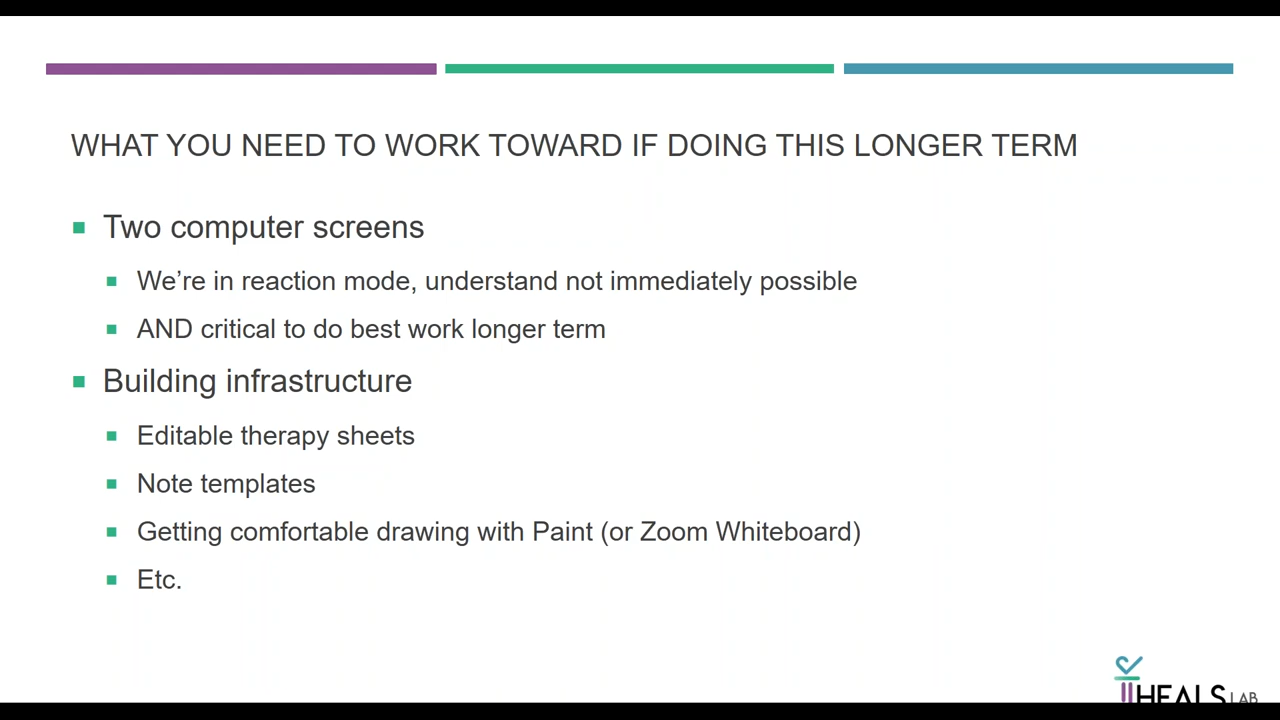 WHAT YOU NEED TO WORK TOWARD IF DOING THIS LONGER TERM
Two computer screens
We’re in reaction mode, understand not immediately possible
AND critical to do best work longer term
Building infrastructure
Editable therapy sheets
Note templates
Getting comfortable drawing with Paint (or Zoom Whiteboard)
Etc.
HEALS LAB